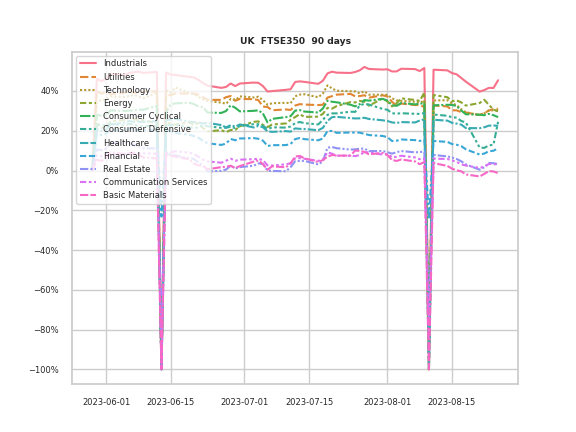 UK  FTSE350  90 days
Industrials
Utilities
Technology
Energy
Consumer Cyclical
Consumer Defensive
Healthcare
Financial
Real Estate
Communication Services
Basic Materials
40%
20%
0%
−20%
−40%
−60%
−80%
−100%
2023-06-01 2023-06-15 2023-07-01 2023-07-15 2023-08-01 2023-08-15